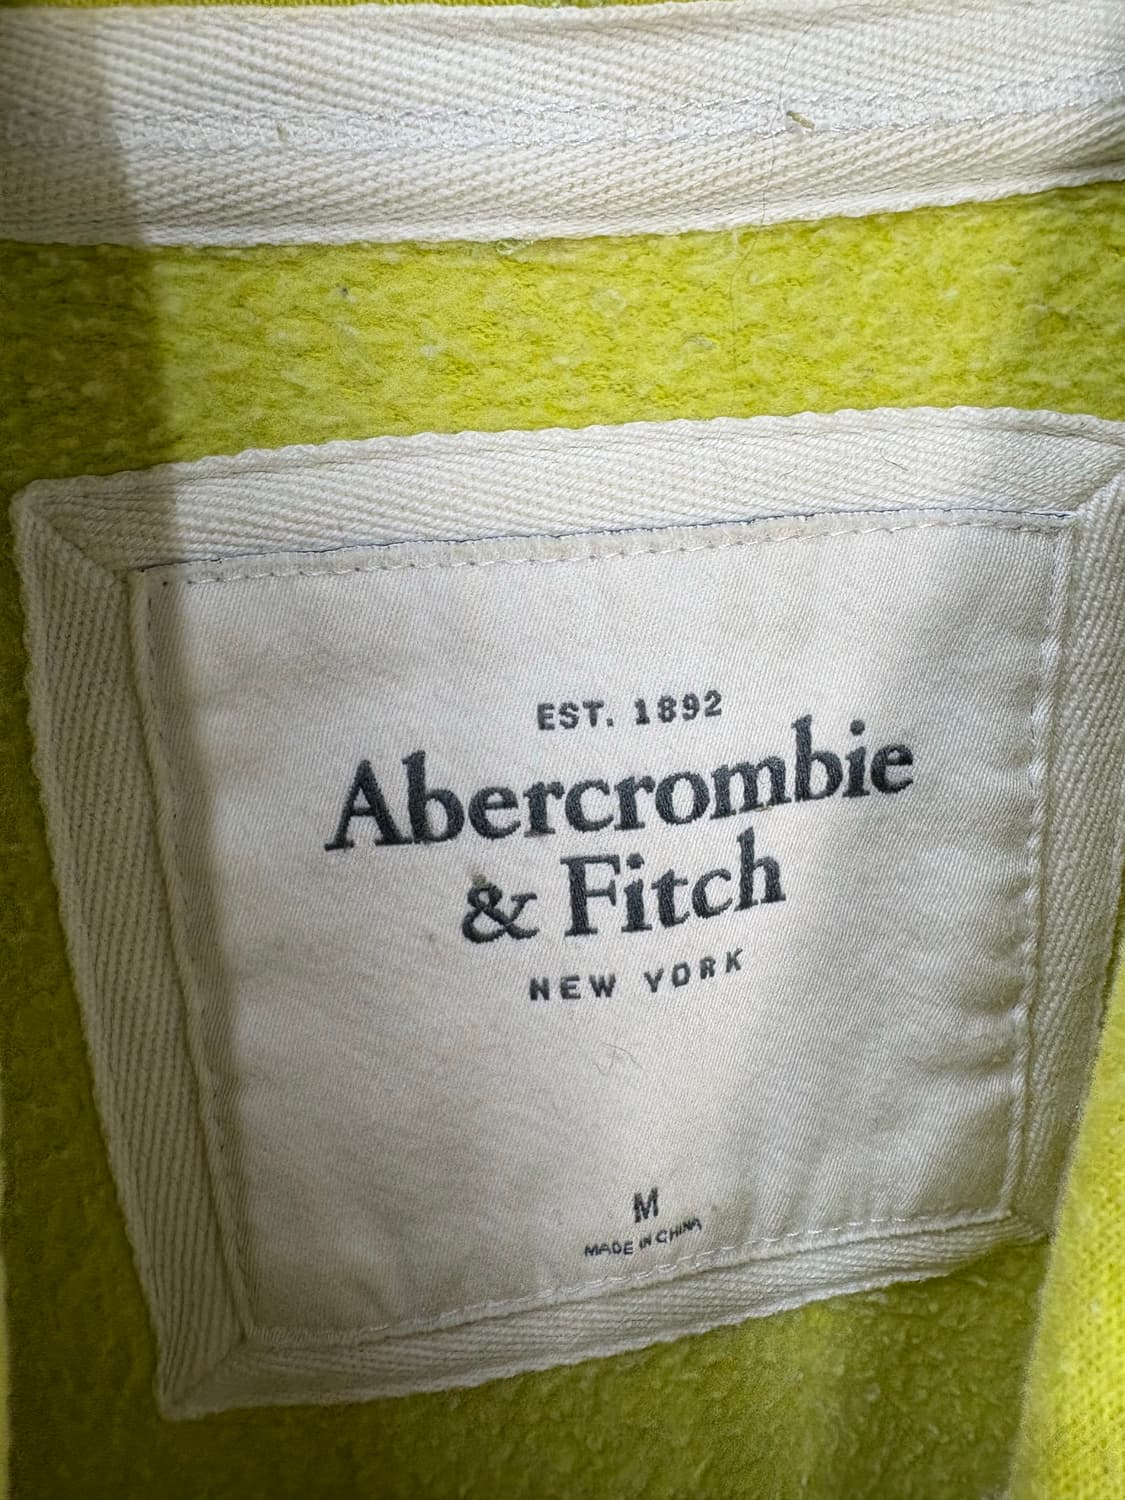 EST. 1892
Abercrombie
& Fitch
NEW YORK
M
MADE IN CHINA